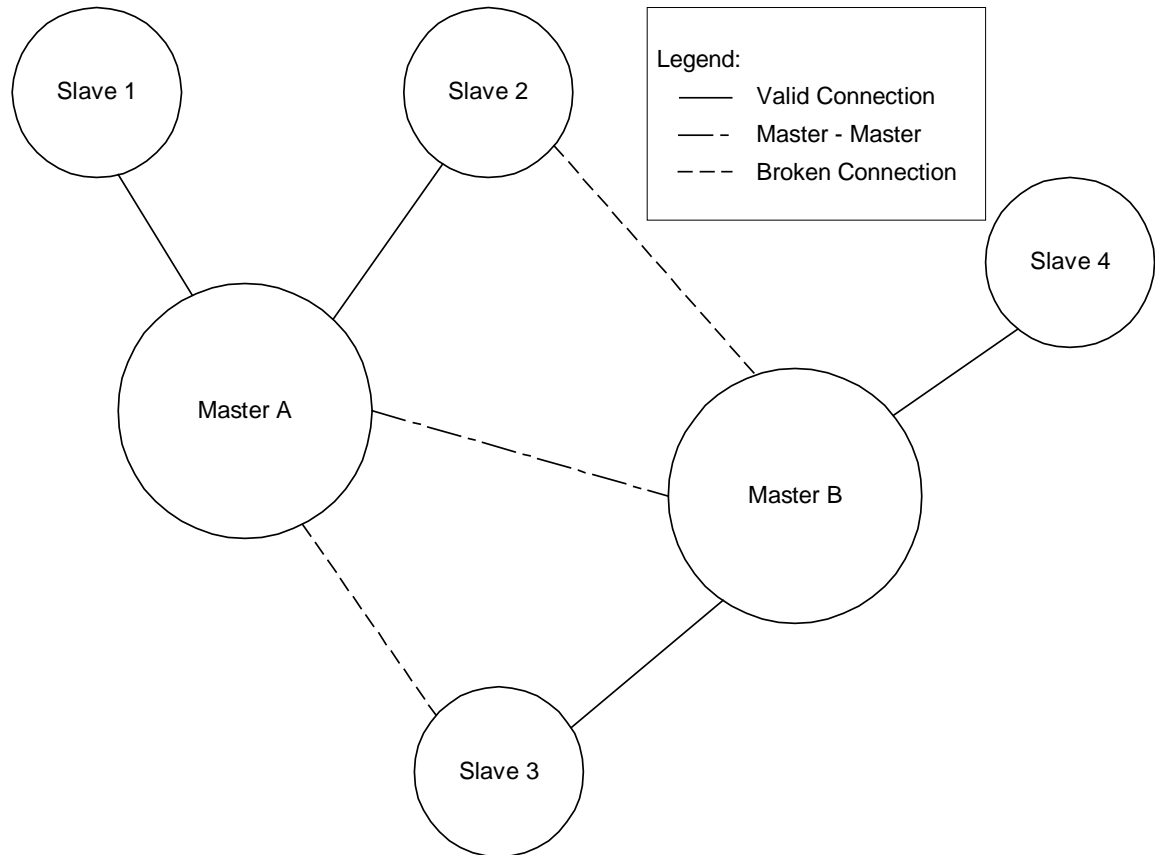 Slave 1
Slave 2
Legend:
Valid Connection
Master - Master
Broken Connection
Slave 4
Master A
Master B
Slave 3